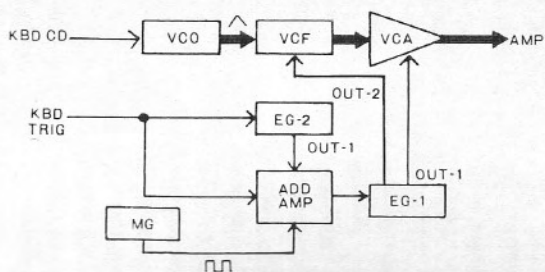 KBD CD
VCO
VCF
VCA
AMP
OUT-2
KBD
TRIG
EG-2
OUT-1
OUT-1
ADD
AMP
EG-1
MG